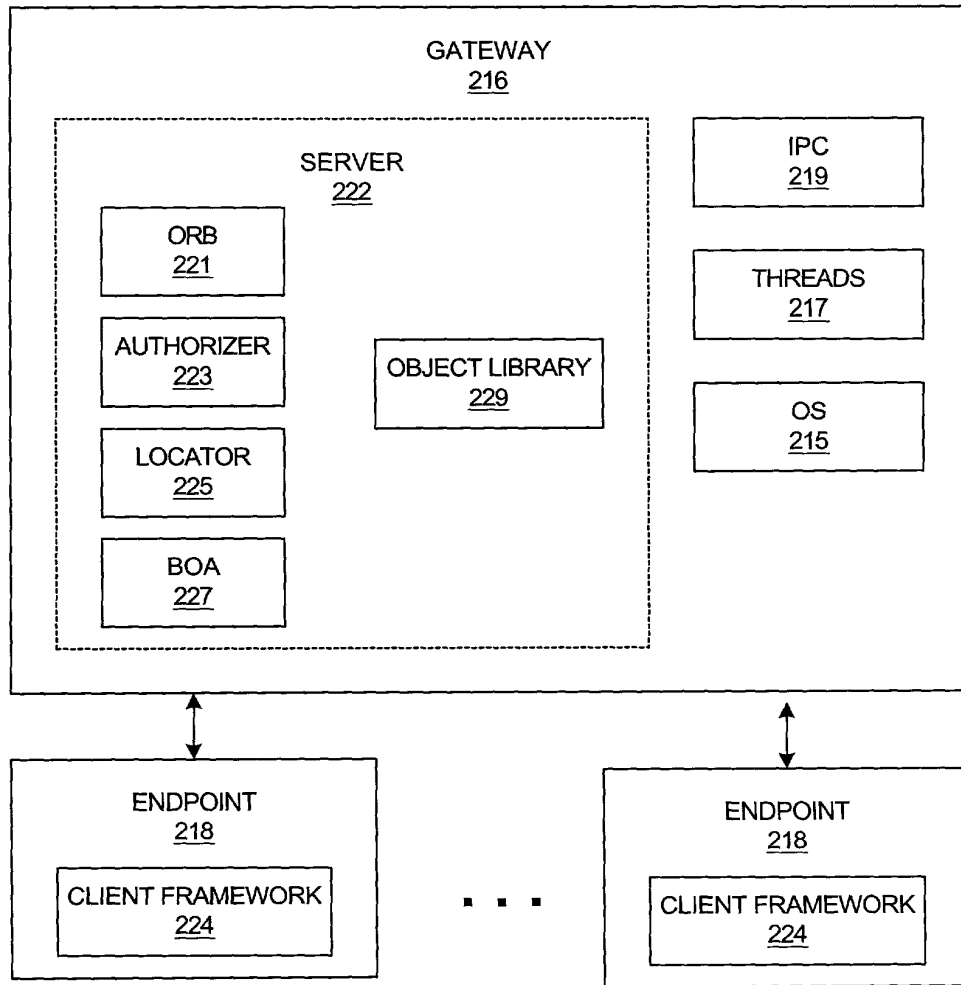 GATEWAY
216
SERVER
222
ORB
221
AUTHORIZER
223
LOCATOR
225
BOA
227
OBJECT LIBRARY
229
IPC
219
THREADS
217
OS
215
ENDPOINT
218
CLIENT FRAMEWORK
224
. . .
ENDPOINT
218
CLIENT FRAMEWORK
224